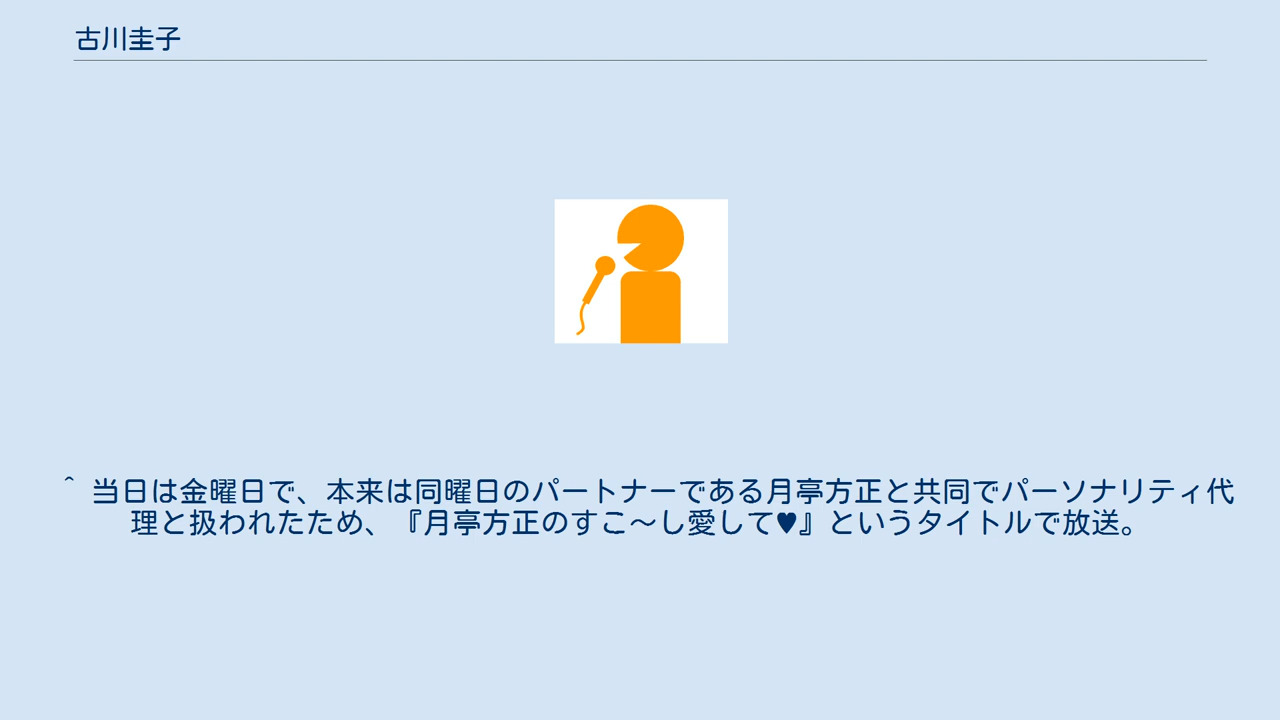 古川圭子
^ 当日は金曜日で、本来は同曜日のパートナーである月亭方正と共同でパーソナリティ代
理と扱われたため、『月亭方正のすこ〜し愛して♥』というタイトルで放送。